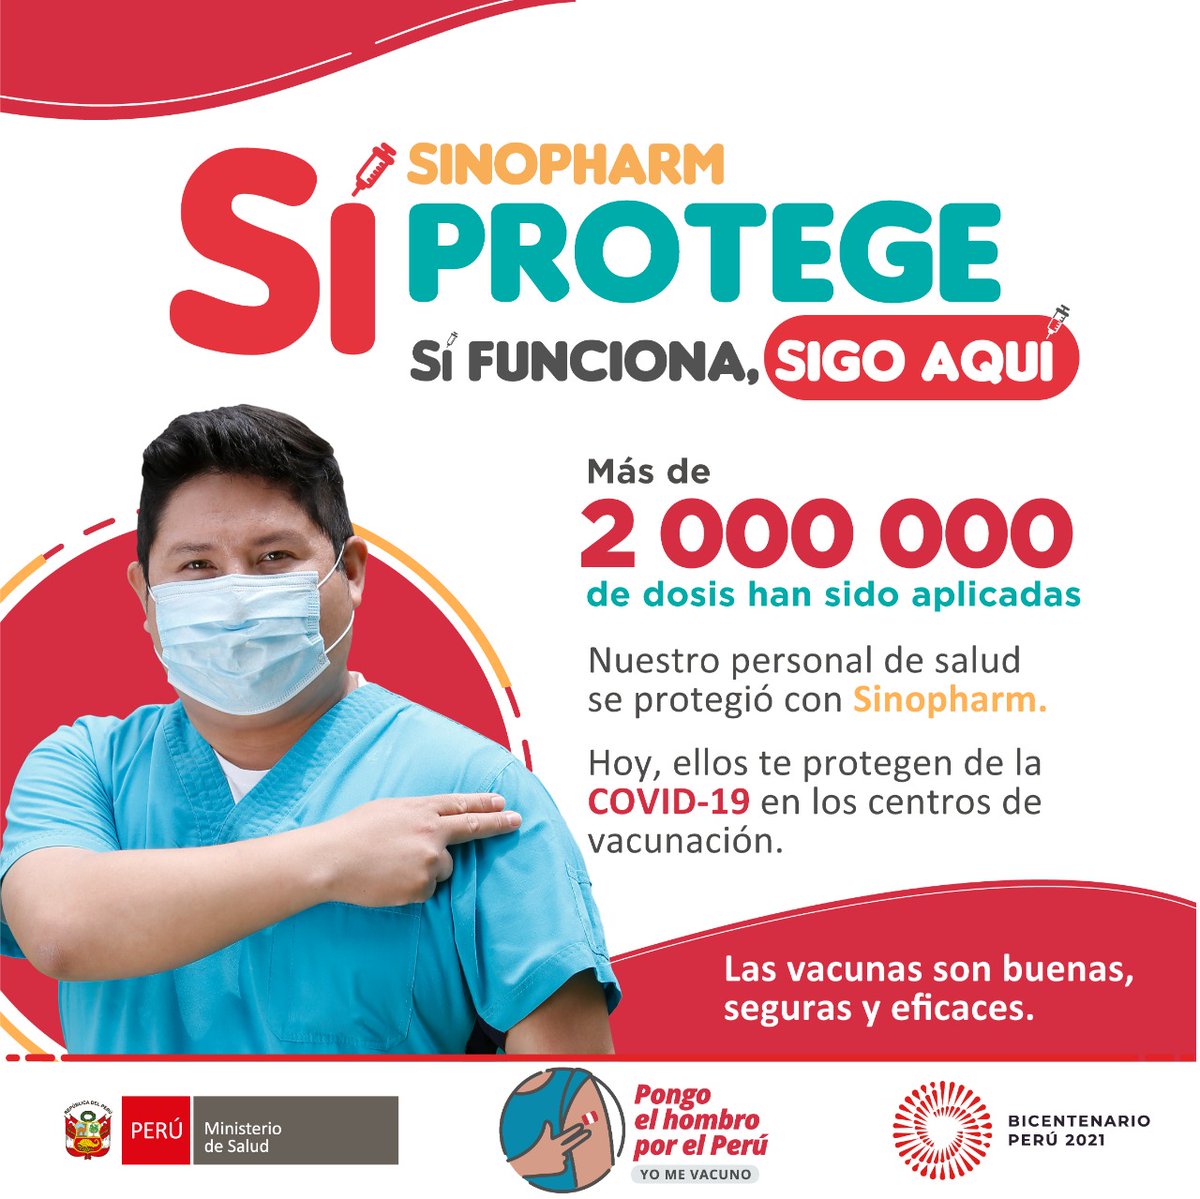 SINOPHARM
SÍ PROTEGE
SÍ FUNCIONA, SIGO AQUÍ
Más de
2 000 000
de dosis han sido aplicadas
Nuestro personal de salud
se protegió con Sinopharm.
Hoy, ellos te protegen de la
COVID-19 en los centros de
vacunación.
Las vacunas son buenas,
seguras y eficaces.
REPÚBLICA DEL PERÚ
PERÚ
Ministerio
de Salud
Pongo
el hombro
por el Perú
YO ME VACUNO
BICENTENARIO
PERÚ 2021